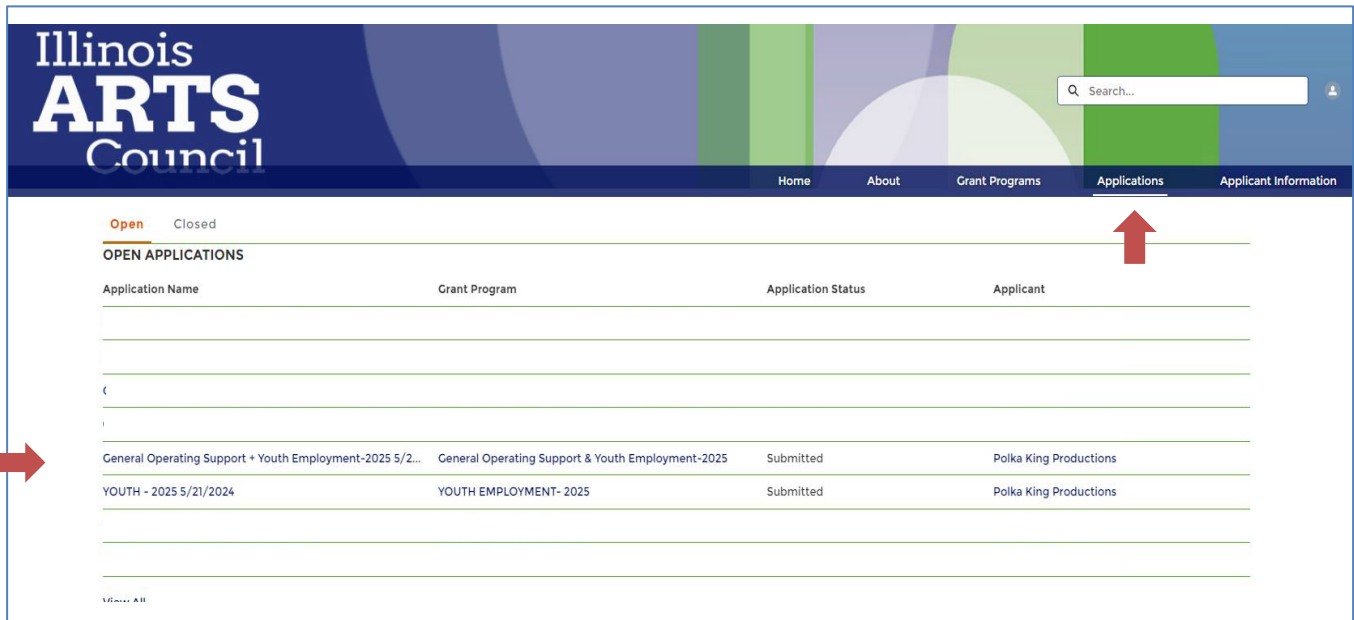 Illinois
ARTS
Council
Search...
Home About Grant Programs Applications Applicant Information
Open Closed
OPEN APPLICATIONS
Application Name Grant Program Application Status Applicant
General Operating Support + Youth Employment-2025 5/2... General Operating Support & Youth Employment-2025 Submitted Polka King Productions
YOUTH - 2025 5/21/2024 YOUTH EMPLOYMENT- 2025 Submitted Polka King Productions
View All